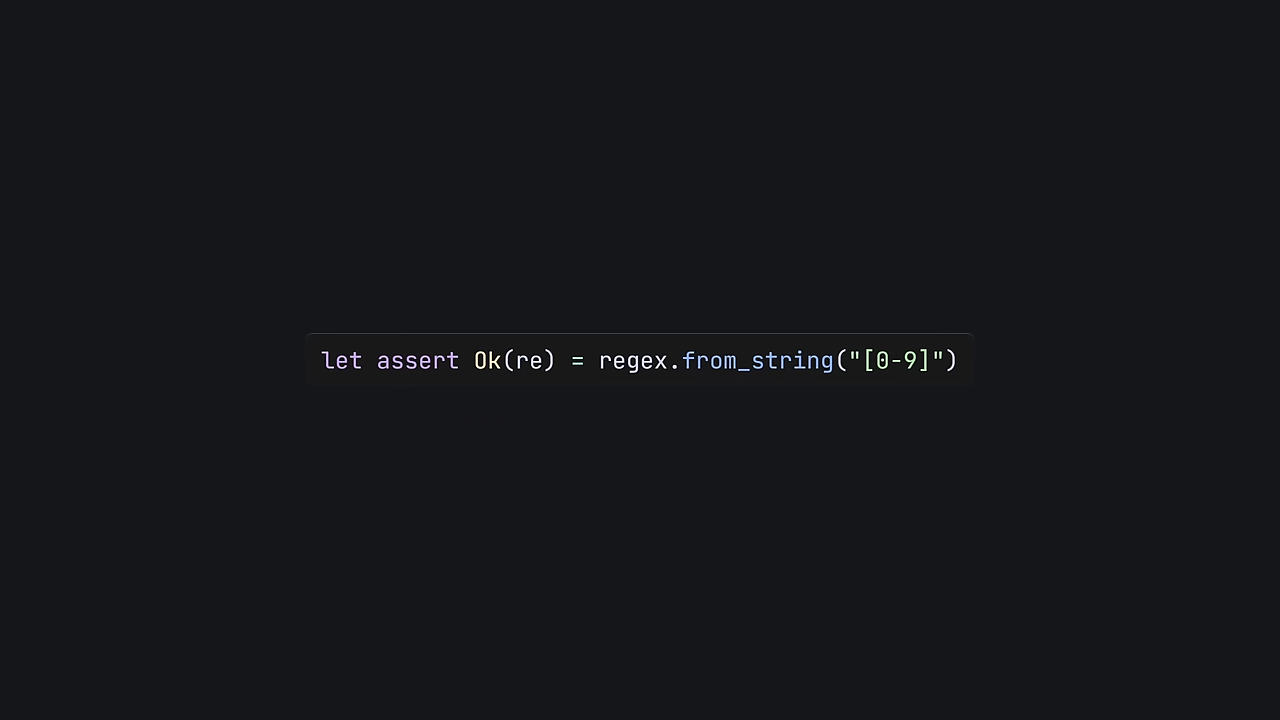 let assert Ok(re) = regex.from_string("[0-9]")